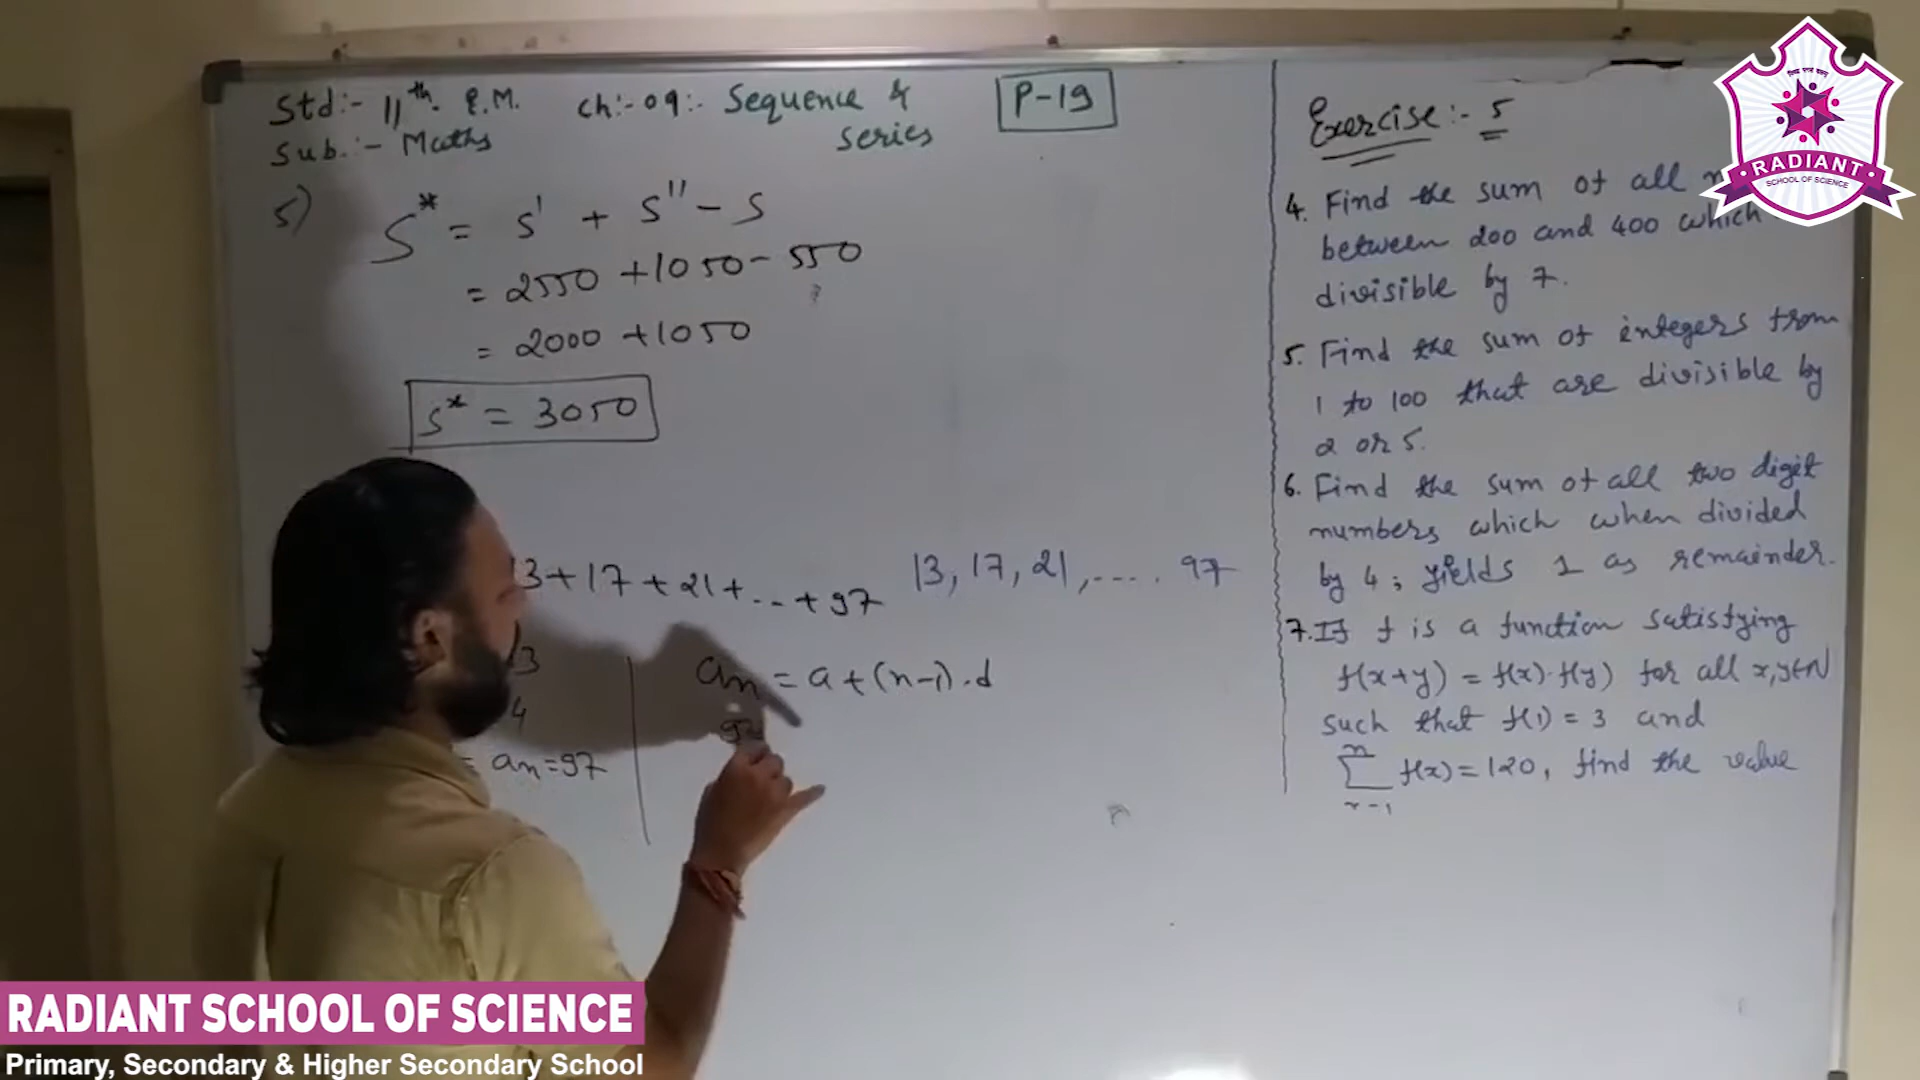 Std:- 11th. E.M. Ch:-09:- Sequence & series P-19
Sub.:- Maths
5)
S* = S' + S'' - S
= 2550 + 1050 - 550
= 2000 + 1050
S* = 3050
3+17+21+...+97 13, 17, 21, .... 97
13
4
= an=97
an = a+(n-1).d
Exercise:- 5
4. Find the sum of all
between 200 and 400 which
divisible by 7.
5. Find the sum of integers from
1 to 100 that are divisible by
2 or 5.
6. Find the sum of all two digit
numbers which when divided
by 4; yields 1 as remainder.
7. If f is a function satisfying
f(x+y) = f(x).f(y) for all x,y∈N
such that f(1) = 3 and
n
∑ f(x)=120, find the value
x=1
RADIANT
SCHOOL OF SCIENCE
RADIANT SCHOOL OF SCIENCE
Primary, Secondary & Higher Secondary School